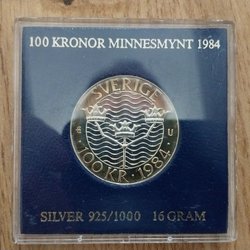 100 KRONOR MINNESMYNT 1984
SVERIGE
U
100 KR · 1984
SILVER 925/1000 16 GRAM